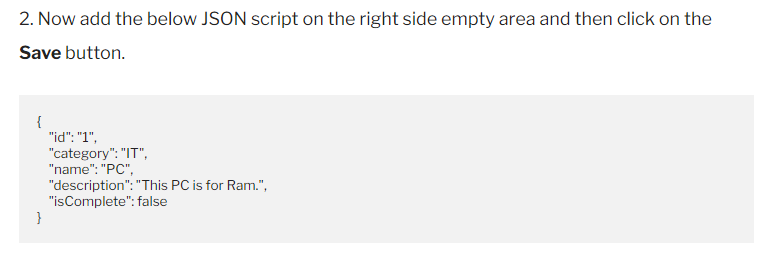 2. Now add the below JSON script on the right side empty area and then click on the
Save button.
{
"id": "1",
"category": "IT",
"name": "PC",
"description": "This PC is for Ram.",
"isComplete": false
}